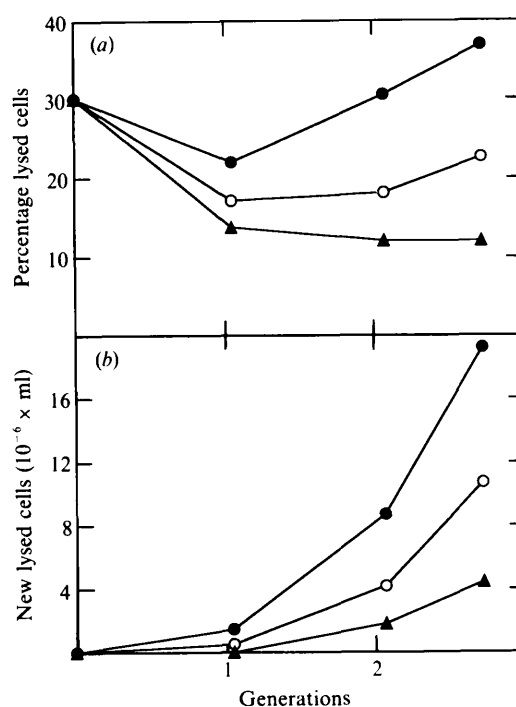 (a)
40
30
20
10
Percentage lysed cells
(b)
16
12
8
4
New lysed cells (10⁻⁶ × ml)
1 2
Generations